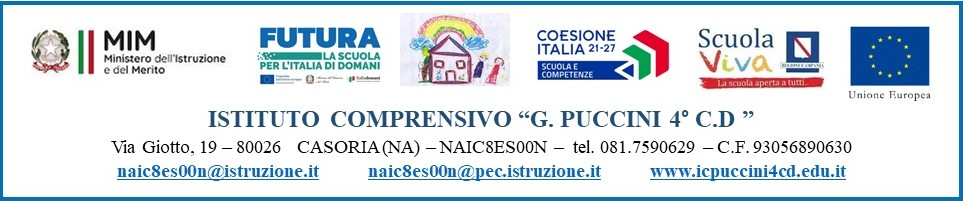 MIM
Ministero dell'Istruzione
e del Merito
FUTURA
LA SCUOLA
PER L'ITALIA DI DOMANI
COESIONE
ITALIA 21-27
SCUOLA E
COMPETENZE
Scuola
Viva
REGIONE CAMPANIA
La scuola aperta a tutti.
Unione Europea
ISTITUTO COMPRENSIVO “G. PUCCINI 4° C.D ”
Via Giotto, 19 – 80026 CASORIA (NA) – NAIC8ES00N – tel. 081.7590629 – C.F. 93056890630
naic8es00n@istruzione.it naic8es00n@pec.istruzione.it www.icpuccini4cd.edu.it